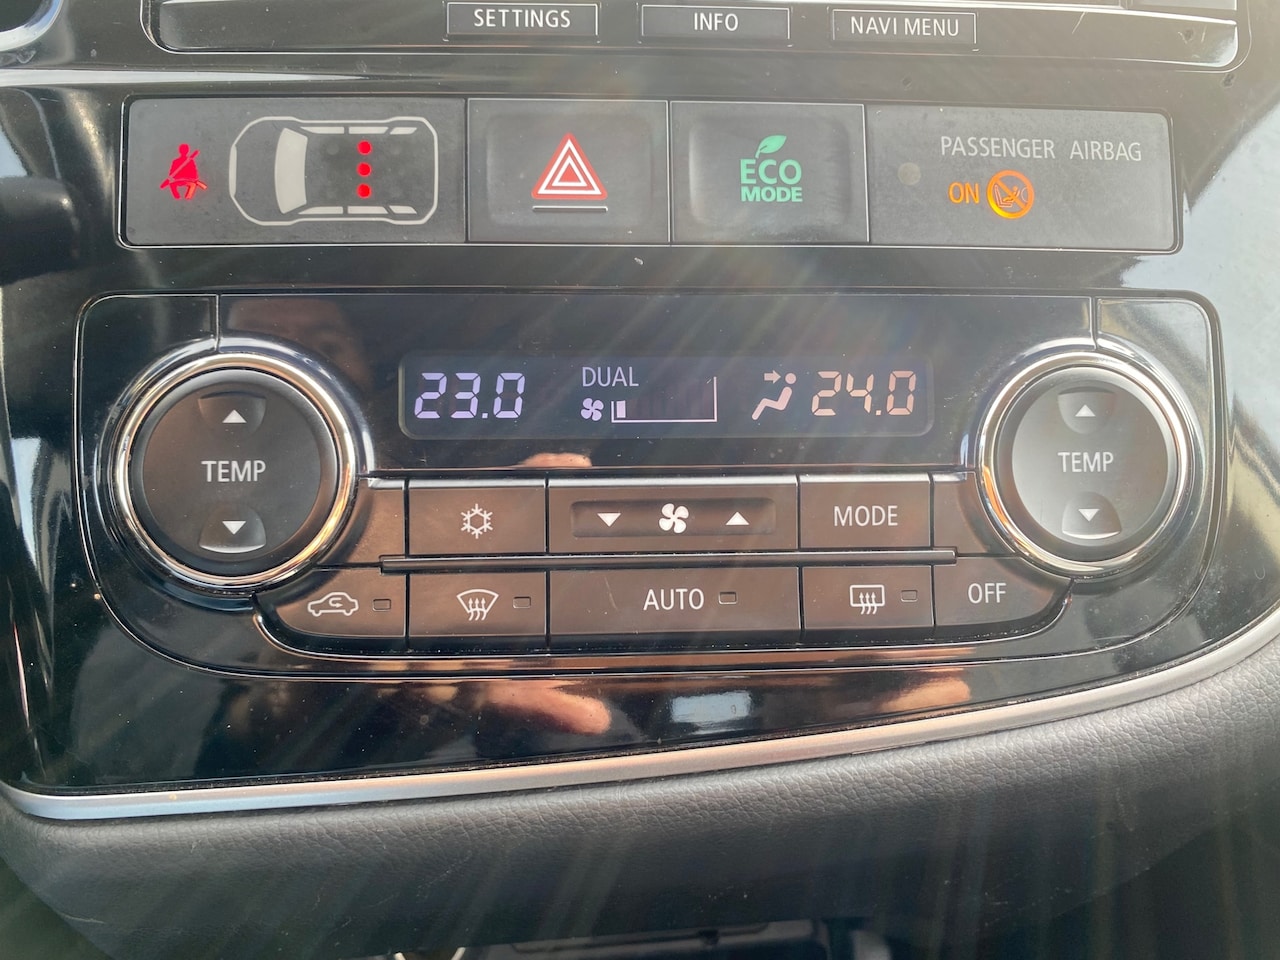 SETTINGS
INFO
NAVI MENU
ECO
MODE
PASSENGER AIRBAG
ON
23.0
DUAL
24.0
TEMP
TEMP
MODE
AUTO
OFF